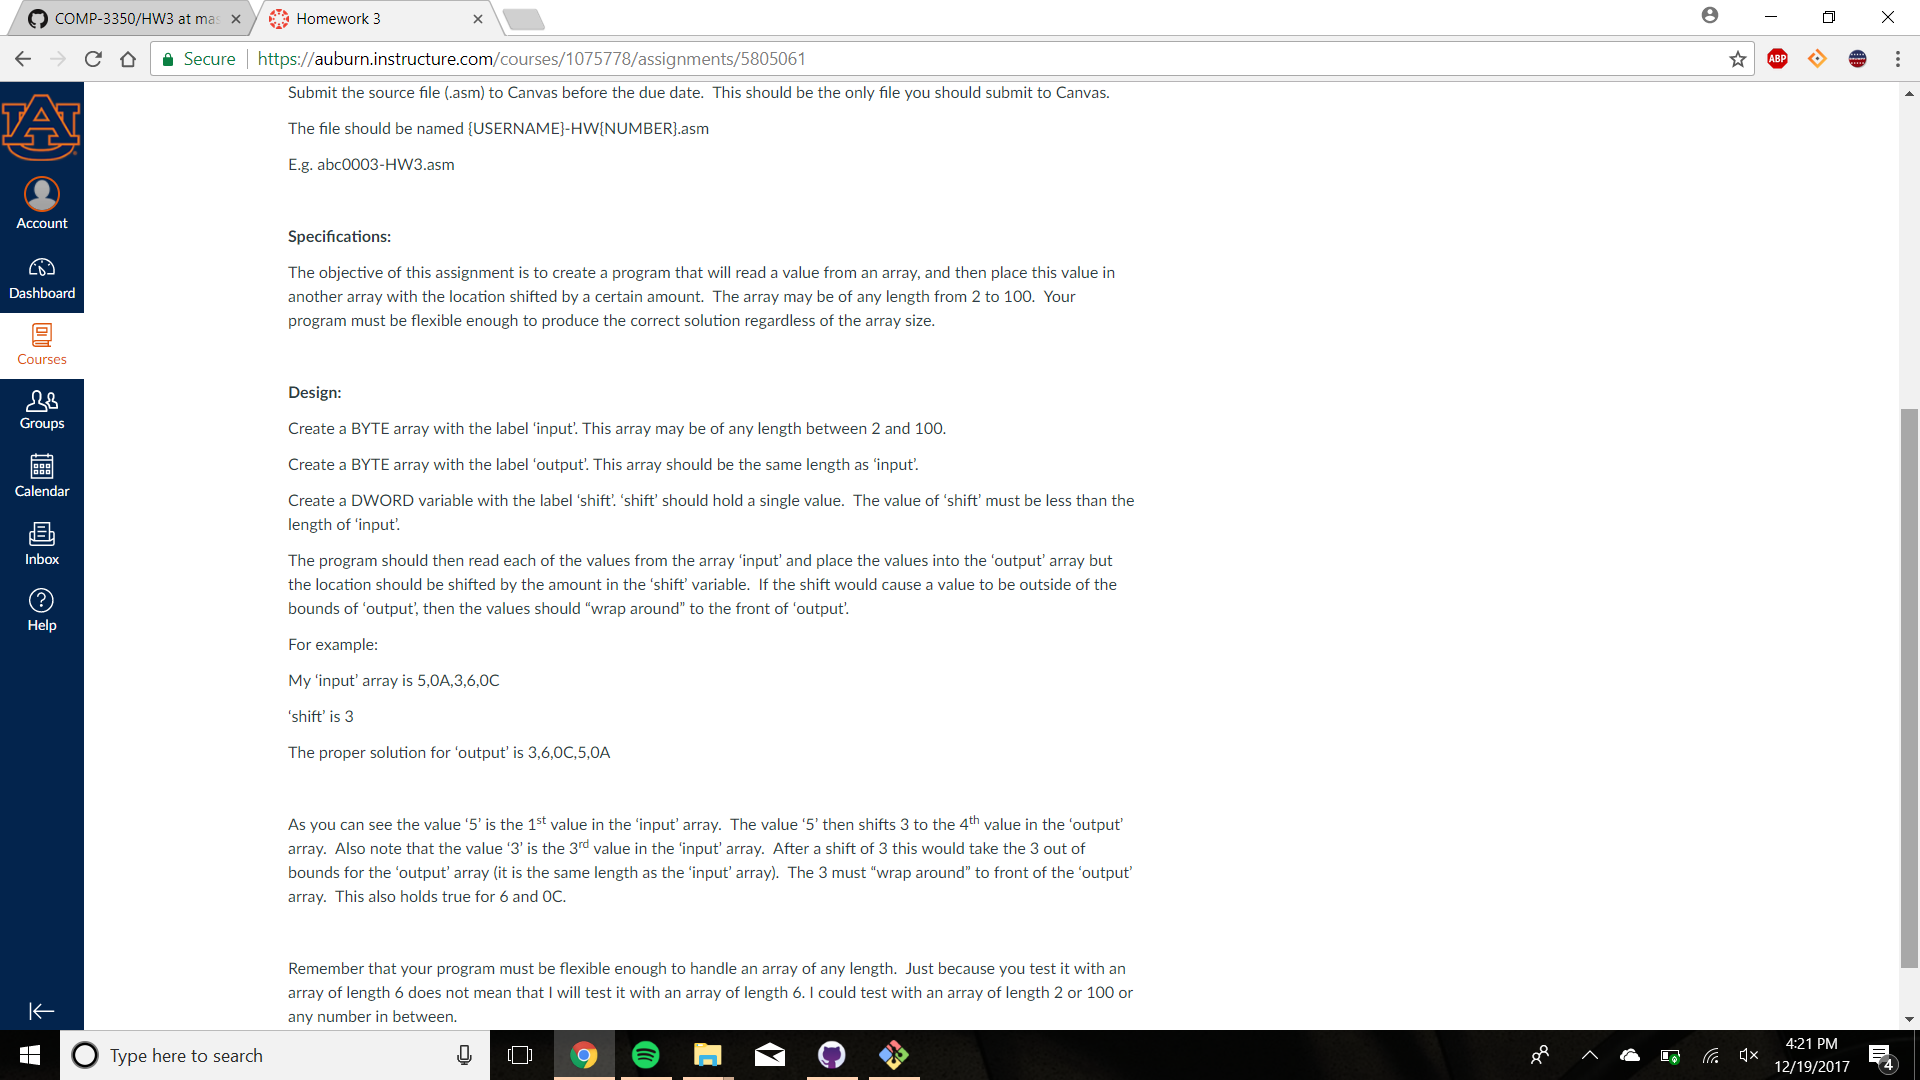 COMP-3350/HW3 at mas
Homework 3
Secure
https://auburn.instructure.com/courses/1075778/assignments/5805061
ABP
Account
Dashboard
Courses
Groups
Calendar
Inbox
Help
Submit the source file (.asm) to Canvas before the due date.  This should be the only file you should submit to Canvas.
The file should be named {USERNAME}-HW{NUMBER}.asm
E.g. abc0003-HW3.asm
Specifications:
The objective of this assignment is to create a program that will read a value from an array, and then place this value in
another array with the location shifted by a certain amount.  The array may be of any length from 2 to 100.  Your
program must be flexible enough to produce the correct solution regardless of the array size.
Design:
Create a BYTE array with the label ‘input’. This array may be of any length between 2 and 100.
Create a BYTE array with the label ‘output’. This array should be the same length as ‘input’.
Create a DWORD variable with the label ‘shift’. ‘shift’ should hold a single value.  The value of ‘shift’ must be less than the
length of ‘input’.
The program should then read each of the values from the array ‘input’ and place the values into the ‘output’ array but
the location should be shifted by the amount in the ‘shift’ variable.  If the shift would cause a value to be outside of the
bounds of ‘output’, then the values should “wrap around” to the front of ‘output’.
For example:
My ‘input’ array is 5,0A,3,6,0C
‘shift’ is 3
The proper solution for ‘output’ is 3,6,0C,5,0A
As you can see the value ‘5’ is the 1st value in the ‘input’ array.  The value ‘5’ then shifts 3 to the 4th value in the ‘output’
array.  Also note that the value ‘3’ is the 3rd value in the ‘input’ array.  After a shift of 3 this would take the 3 out of
bounds for the ‘output’ array (it is the same length as the ‘input’ array).  The 3 must “wrap around” to front of the ‘output’
array.  This also holds true for 6 and 0C.
Remember that your program must be flexible enough to handle an array of any length.  Just because you test it with an
array of length 6 does not mean that I will test it with an array of length 6. I could test with an array of length 2 or 100 or
any number in between.
Type here to search
4:21 PM
12/19/2017
4